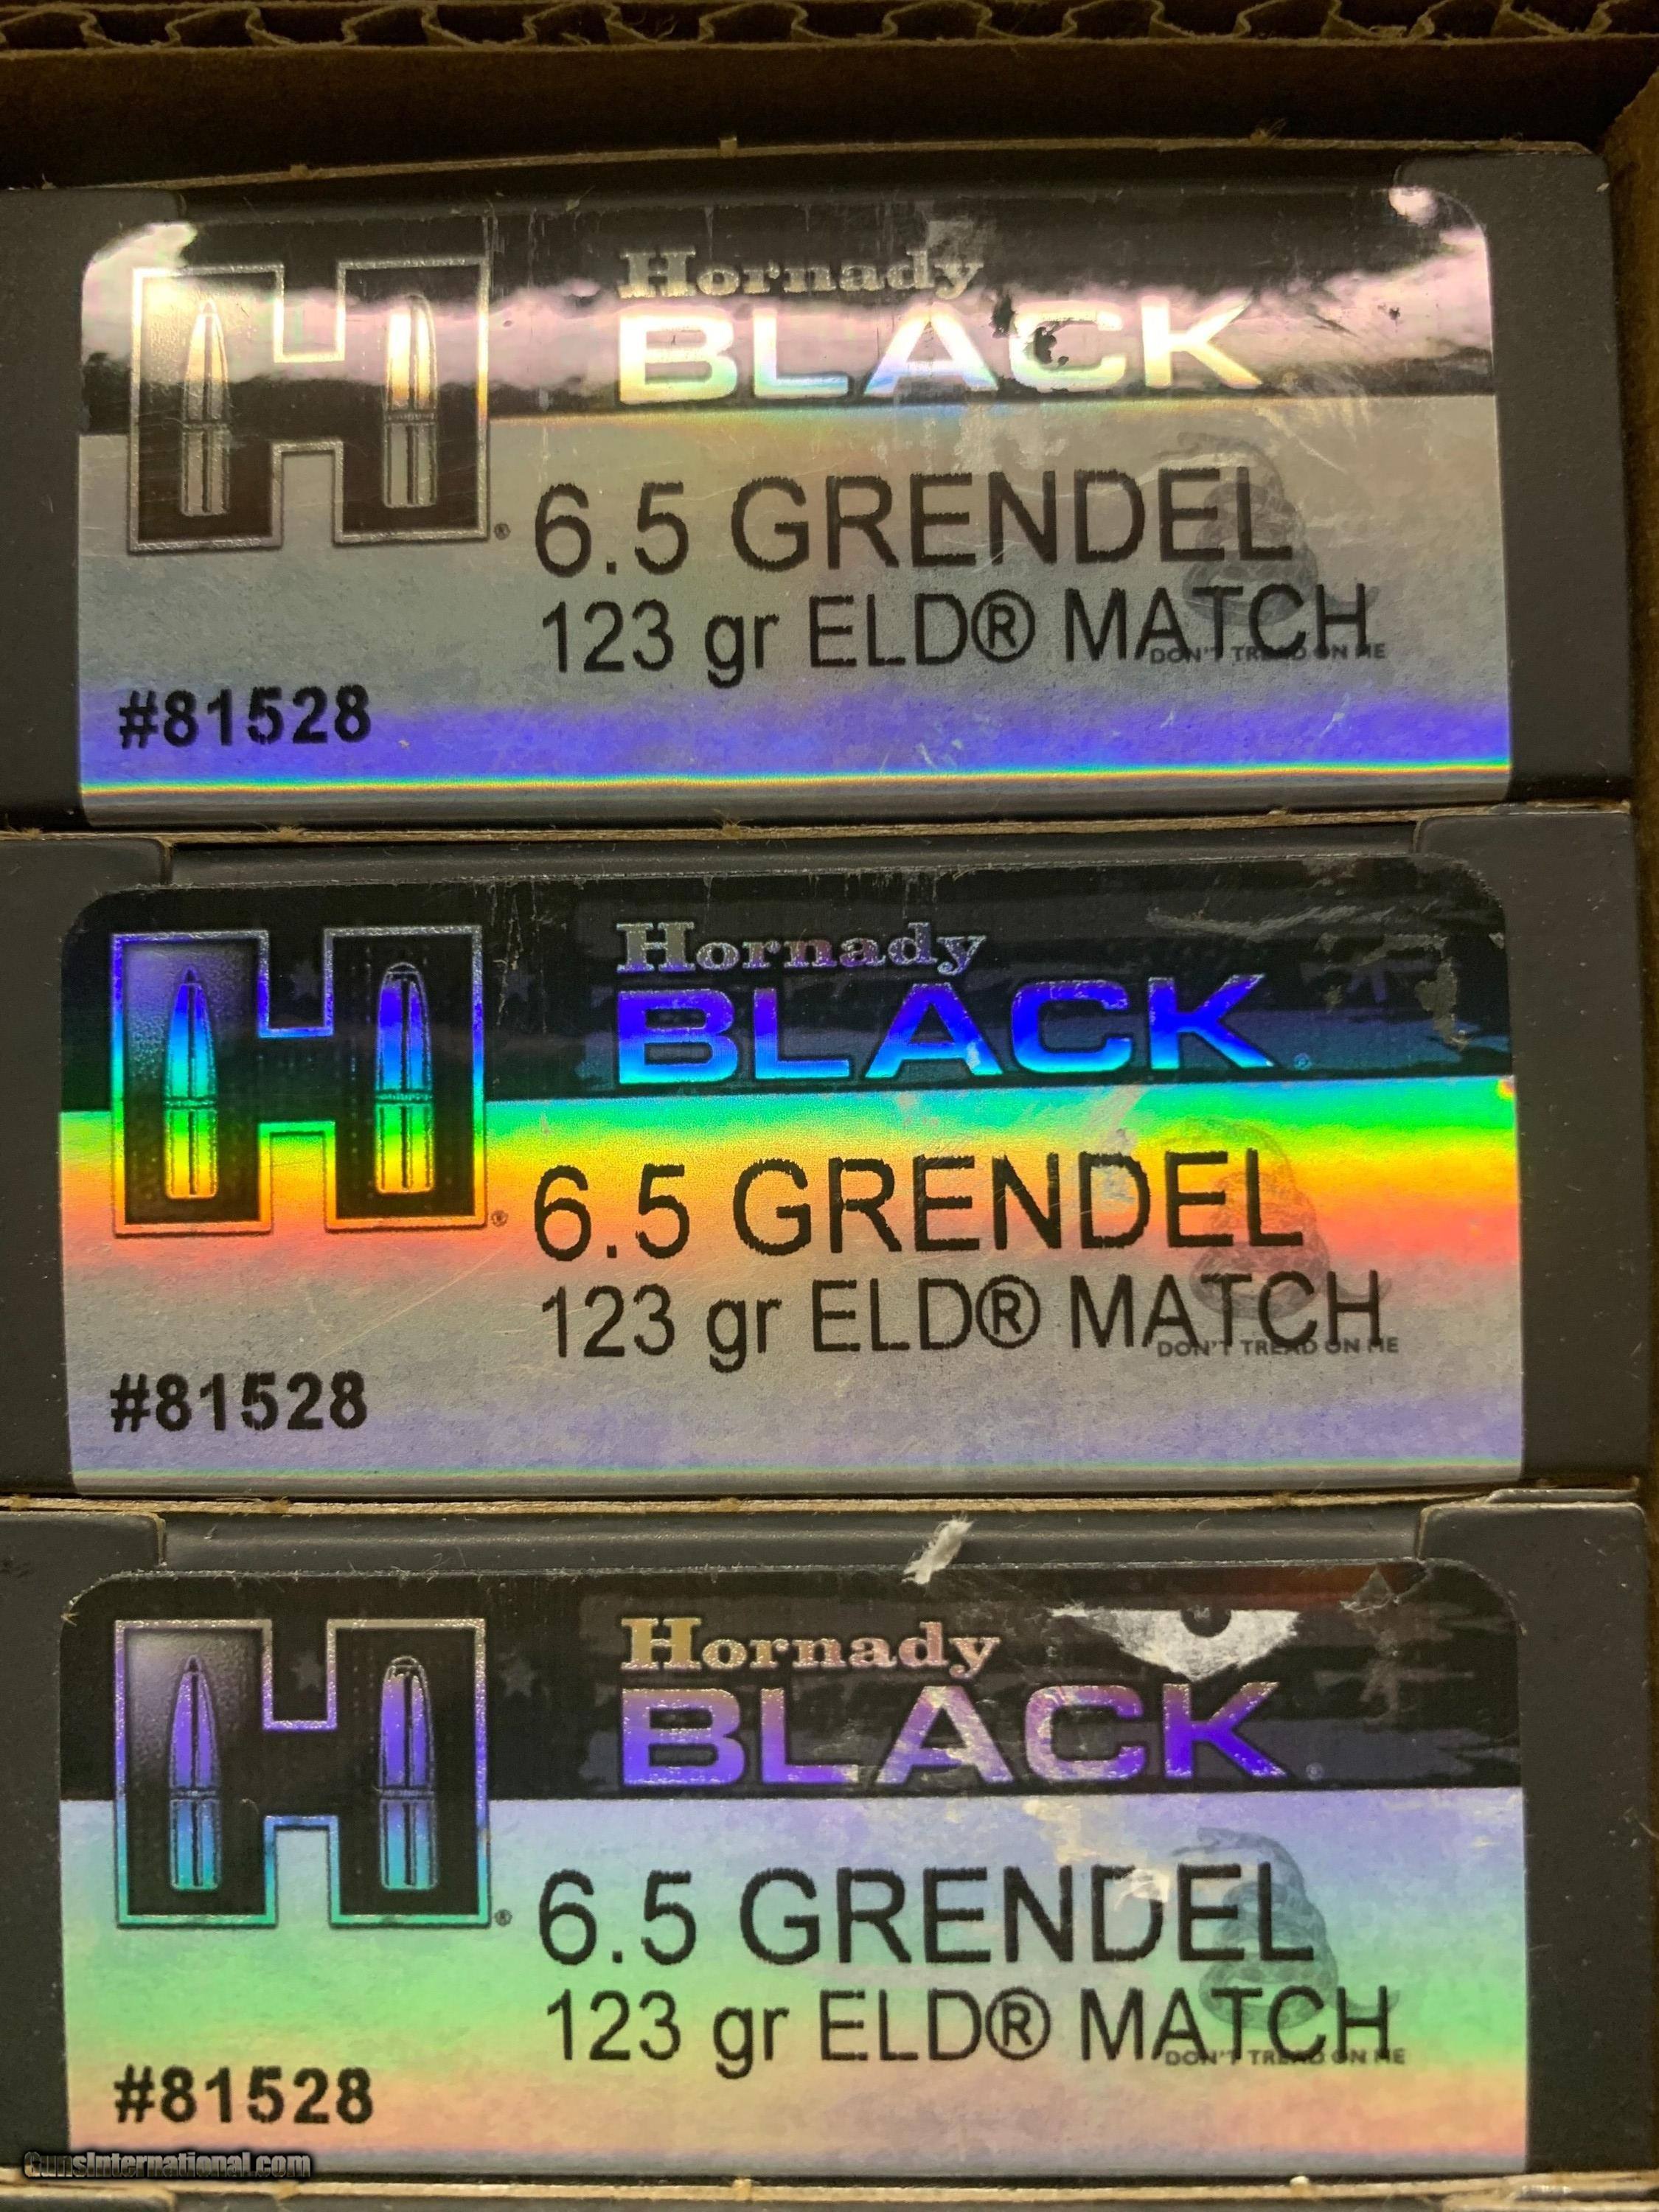 Hornady
BLACK
®
6.5 GRENDEL
123 gr ELD® MATCH
DON'T TREAD ON ME
#81528
Hornady
BLACK®
®
6.5 GRENDEL
123 gr ELD® MATCH
DON'T TREAD ON ME
#81528
Hornady
BLACK®
®
6.5 GRENDEL
123 gr ELD® MATCH
DON'T TREAD ON ME
#81528
GunsInternational.com